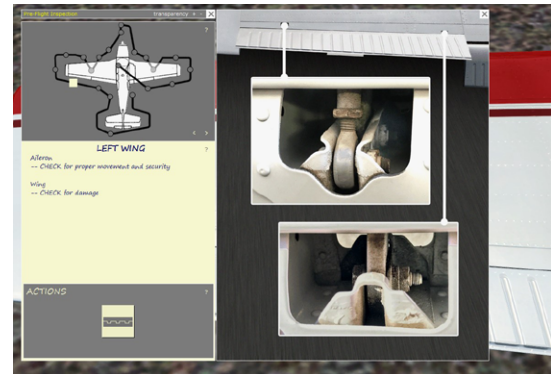 Pre-Flight Inspection
transparency + -
?
LEFT WING
?
Aileron
-- CHECK for proper movement and security
Wing
-- CHECK for damage
ACTIONS
?